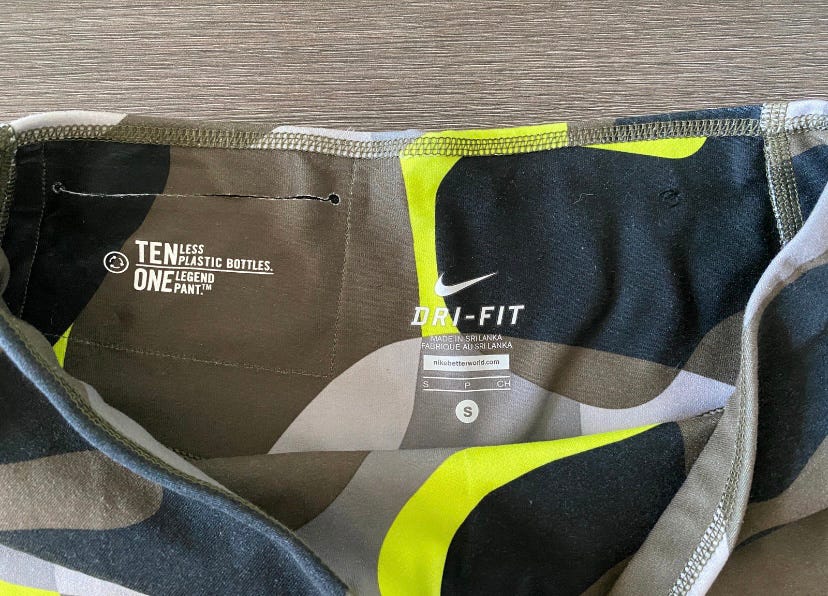 TEN LESS
PLASTIC BOTTLES.
ONE LEGEND
PANT.™
DRI-FIT
MADE IN SRI LANKA
FABRIQUE AU SRI LANKA
nikebetterworld.com
S P CH
S